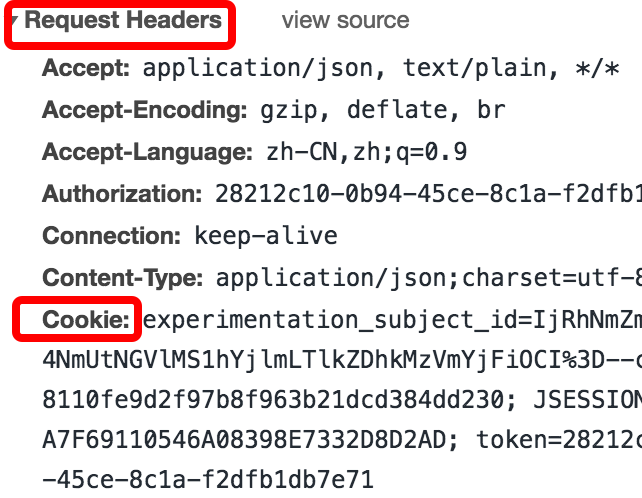 Request Headers view source
Accept: application/json, text/plain, */*
Accept-Encoding: gzip, deflate, br
Accept-Language: zh-CN,zh;q=0.9
Authorization: 28212c10-0b94-45ce-8c1a-f2dfb1
Connection: keep-alive
Content-Type: application/json;charset=utf-8
Cookie: experimentation_subject_id=IjRhNmZm
4NmUtNGVlMS1hYjlmLTlkZDhkMzVmYjFiOCI%3D--c
8110fe9d2f97b8f963b21dcd384dd230; JSESSION
A7F69110546A08398E7332D8D2AD; token=28212c
-45ce-8c1a-f2dfb1db7e71